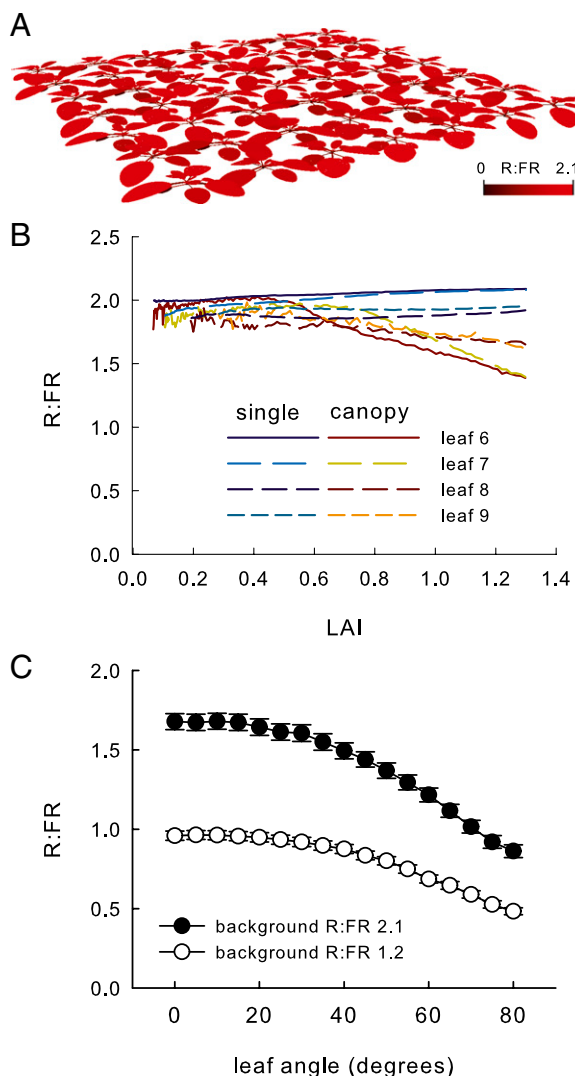 A
0 R:FR 2.1
B
2.5
2.0
1.5
1.0
0.5
0.0
R:FR
single canopy
leaf 6
leaf 7
leaf 8
leaf 9
0.0 0.2 0.4 0.6 0.8 1.0 1.2 1.4
LAI
C
2.0
1.5
1.0
0.5
0.0
R:FR
background R:FR 2.1
background R:FR 1.2
0 20 40 60 80
leaf angle (degrees)